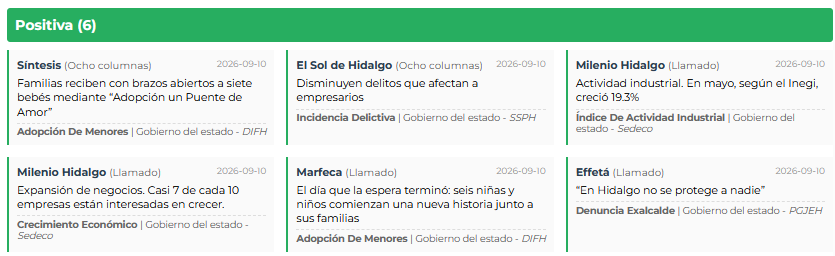 Positiva (6)
Síntesis (Ocho columnas) 2026-09-10
Familias reciben con brazos abiertos a siete
bebés mediante “Adopción un Puente de
Amor”
Adopción De Menores | Gobierno del estado - DIFH
El Sol de Hidalgo (Ocho columnas) 2026-09-10
Disminuyen delitos que afectan a
empresarios
Incidencia Delictiva | Gobierno del estado - SSPH
Milenio Hidalgo (Llamado) 2026-09-10
Actividad industrial. En mayo, según el Inegi,
creció 19.3%
Índice De Actividad Industrial | Gobierno del
estado - Sedeco
Milenio Hidalgo (Llamado) 2026-09-10
Expansión de negocios. Casi 7 de cada 10
empresas están interesadas en crecer.
Crecimiento Económico | Gobierno del estado -
Sedeco
Marfeca (Llamado) 2026-09-10
El día que la espera terminó: seis niñas y
niños comienzan una nueva historia junto a
sus familias
Adopción De Menores | Gobierno del estado - DIFH
Effetá (Llamado) 2026-09-10
“En Hidalgo no se protege a nadie”
Denuncia Exalcalde | Gobierno del estado - PGJEH